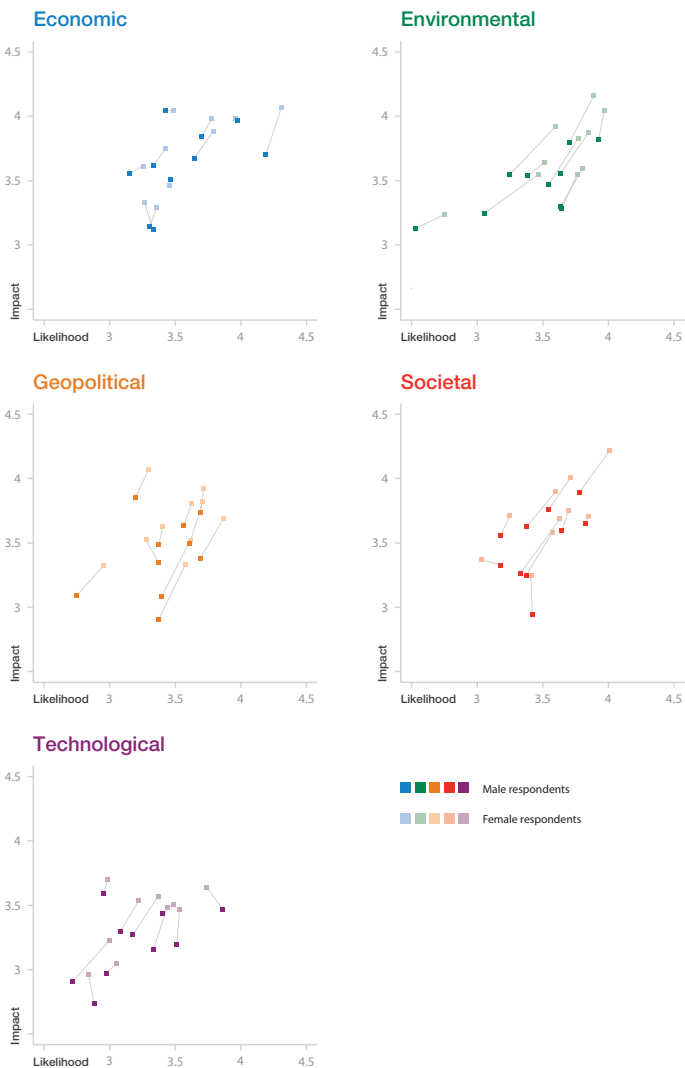 Economic
Environmental
4.5
4
3.5
3
Impact
Likelihood 3 3.5 4 4.5
4.5
4
3.5
3
Impact
Likelihood 3 3.5 4 4.5
Geopolitical
Societal
4.5
4
3.5
3
Impact
Likelihood 3 3.5 4 4.5
4.5
4
3.5
3
Impact
Likelihood 3 3.5 4 4.5
Technological
4.5
4
3.5
3
Impact
Likelihood 3 3.5 4 4.5
Male respondents
Female respondents